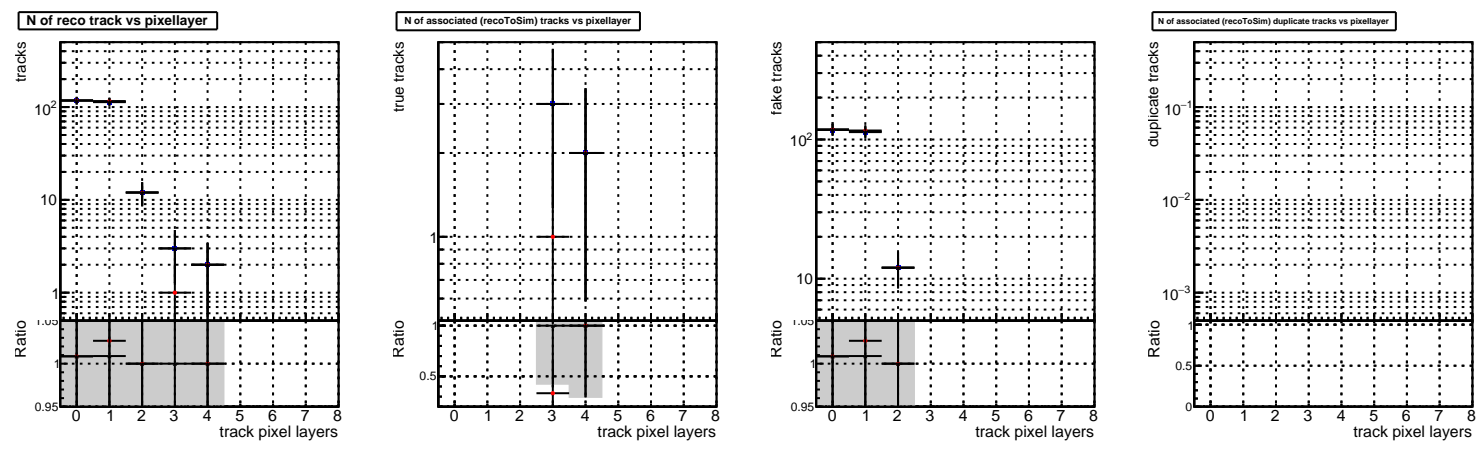 N of reco track vs pixellayer
tracks
10²
10
1
1.05
Ratio
1
0.95
0 1 2 3 4 5 6 7 8
track pixel layers
N of associated (recoToSim) tracks vs pixellayer
true tracks
1
1
Ratio
0.5
0 1 2 3 4 5 6 7 8
track pixel layers
fake tracks
10²
10
1.05
Ratio
1
0.95
0 1 2 3 4 5 6 7 8
track pixel layers
N of associated (recoToSim) duplicate tracks vs pixellayer
duplicate tracks
10⁻¹
10⁻²
10⁻³
1
Ratio
0.5
0
0 1 2 3 4 5 6 7 8
track pixel layers